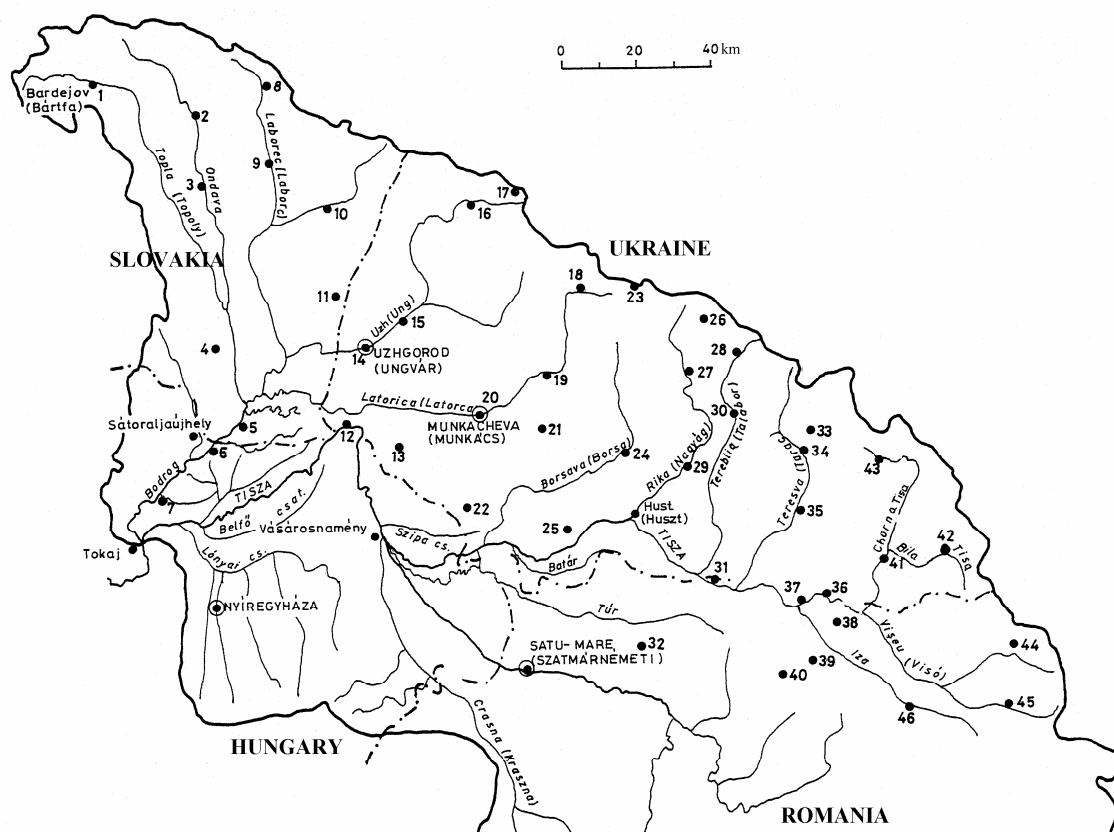 0 20 40 km
8
Bardejov
(Bártfa)
1
2
Laborec (Laborc)
Topla (Topoly)
Ondava
9
3
17
16
10
SLOVAKIA
UKRAINE
18
23
11
26
Uzh (Ung)
15
14
UZHGOROD
(UNGVÁR)
28
4
27
19
Latorica (Latorca
20
MUNKACHEVA
(MUNKÁCS)
30
Sátoraljaújhely
5
12
21
33
Terebija (Talabor)
34
6
13
24
43
Borsava (Borsa)
Rika (Nagyág)
29
Teresva (Tarac)
Bodrog
TISZA
Belfő csat.
22
35
Chorna Tisa
Vásárosnamény
Szipa cs.
25
Hust
(Huszt)
TISZA
42
Bila
Tisa
Tokaj
Lónyai cs.
Batár
41
31
37
36
NYIREGYHÁZA
Túr
38
Vișeu (Visó)
SATU-MARE
(SZATMÁRNEMETI)
32
Iza
44
39
40
45
46
Crasna (Kraszna)
HUNGARY
ROMANIA